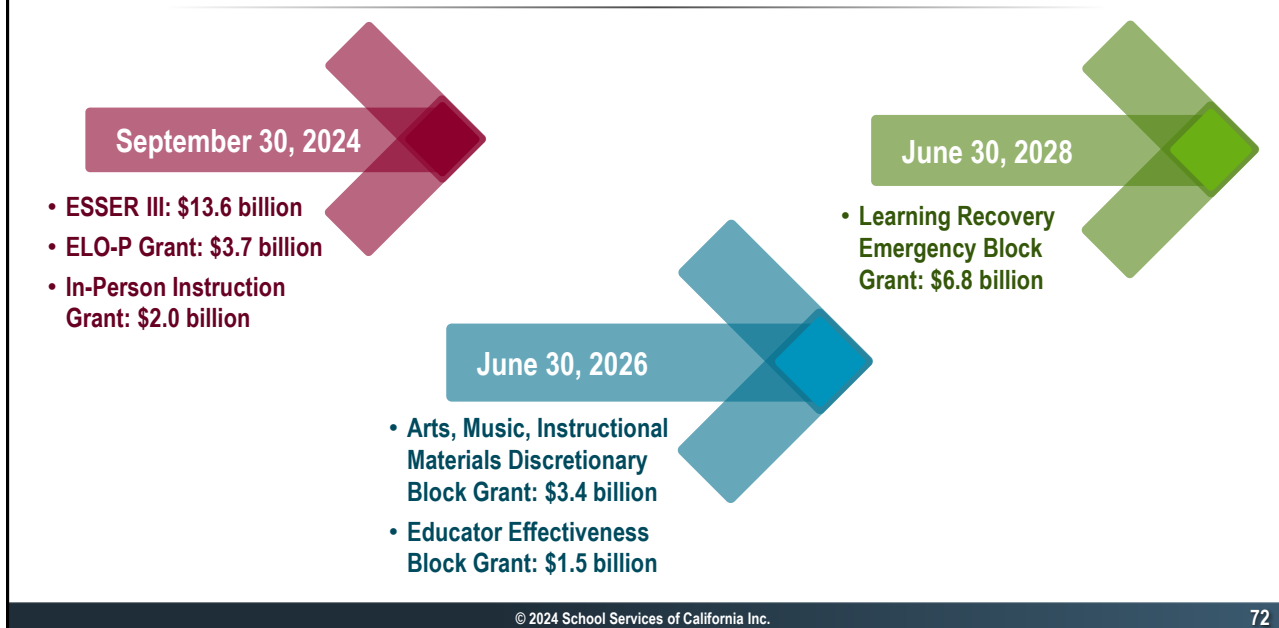 September 30, 2024
• ESSER III: $13.6 billion
• ELO-P Grant: $3.7 billion
• In-Person Instruction
Grant: $2.0 billion
June 30, 2026
• Arts, Music, Instructional
Materials Discretionary
Block Grant: $3.4 billion
• Educator Effectiveness
Block Grant: $1.5 billion
June 30, 2028
• Learning Recovery
Emergency Block
Grant: $6.8 billion
© 2024 School Services of California Inc.
72